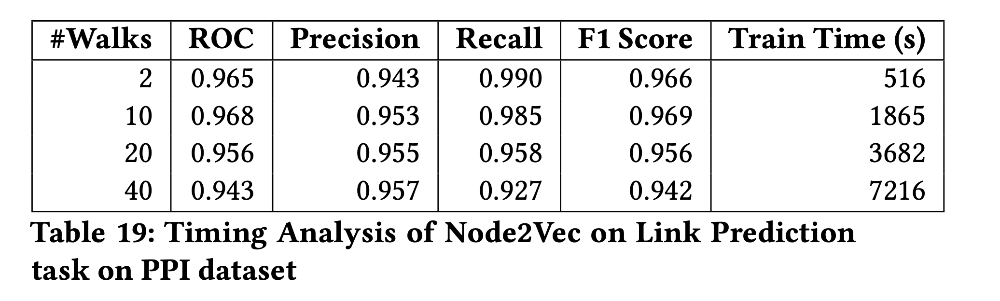 #Walks ROC Precision Recall F1 Score Train Time (s)
2 0.965 0.943 0.990 0.966 516
10 0.968 0.953 0.985 0.969 1865
20 0.956 0.955 0.958 0.956 3682
40 0.943 0.957 0.927 0.942 7216
Table 19: Timing Analysis of Node2Vec on Link Prediction
task on PPI dataset